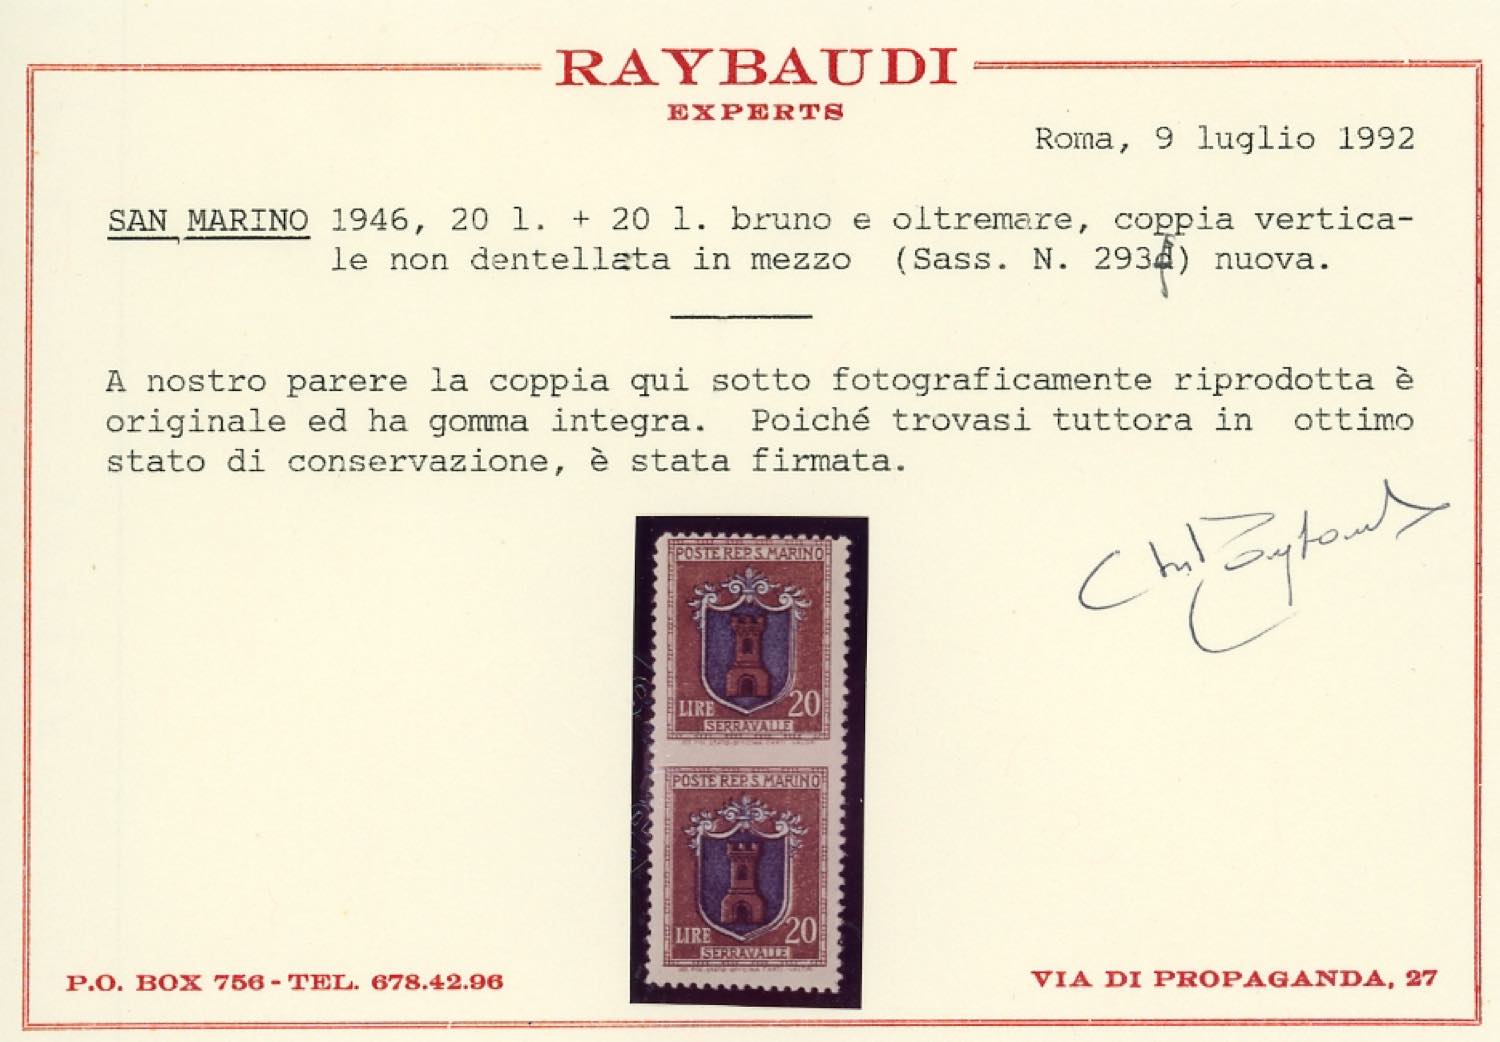 RAYBAUDI
EXPERTS
Roma, 9 luglio 1992
SAN MARINO 1946, 20 l. + 20 l. bruno e oltremare, coppia vertica-
le non dentellata in mezzo (Sass. N. 293) nuova.
A nostro parere la coppia qui sotto fotograficamente riprodotta è
originale ed ha gomma integra. Poiché trovasi tuttora in ottimo
stato di conservazione, è stata firmata.
POSTE REP. S. MARINO
LIRE 20
SERRAVALLE
POSTE REP. S. MARINO
LIRE 20
SERRAVALLE
P.O. BOX 756 - TEL. 678.42.96
VIA DI PROPAGANDA, 27